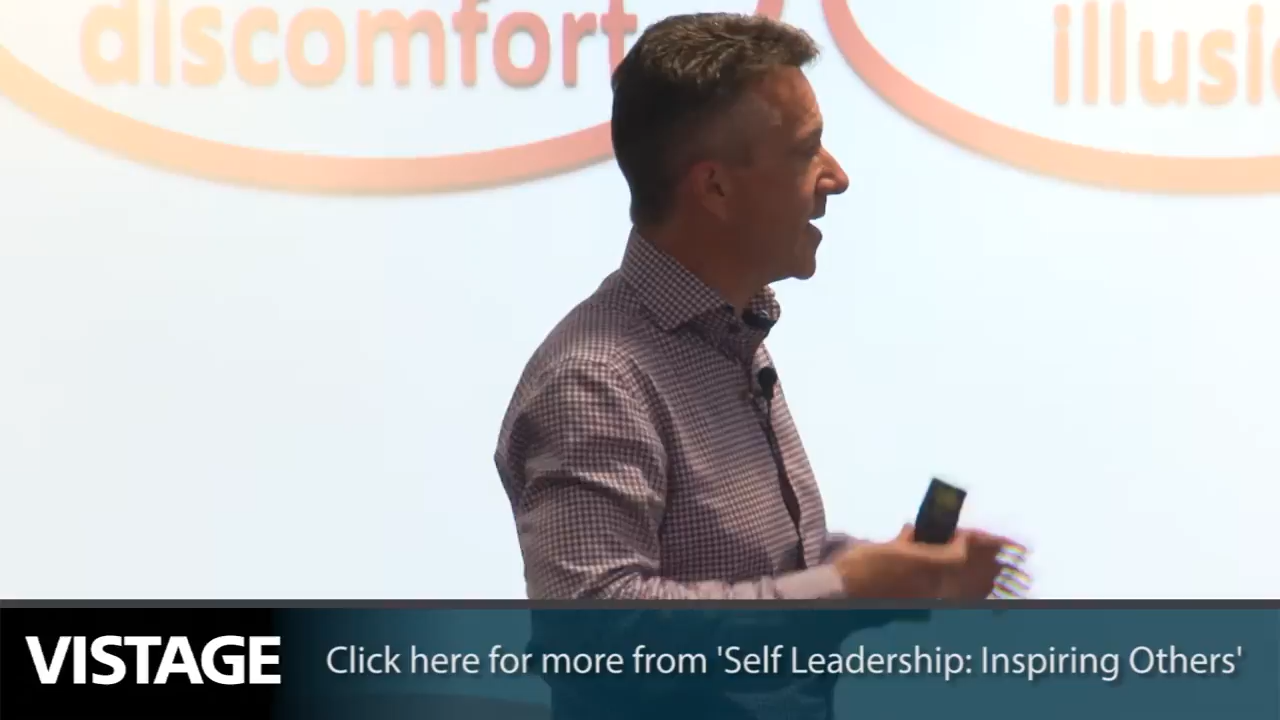 discomfort
VISTAGE
Click here for more from 'Self Leadership: Inspiring Others'